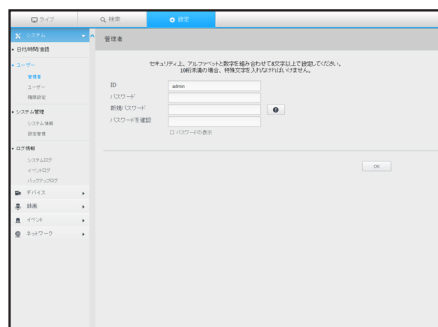 ライブ
検索
設定
システム
日付/時間/言語
ユーザー
管理者
ユーザー
権限設定
システム管理
システム情報
設定管理
ログ情報
システムログ
イベントログ
バックアップログ
デバイス
録画
イベント
ネットワーク
管理者
セキュリティ上、アルファベットと数字を組み合わせて8文字以上で設定してください。
10桁未満の場合、特殊文字を入れなければいけません。
ID
admin
パスワード
新規パスワード
パスワードを確認
パスワードを表示
OK